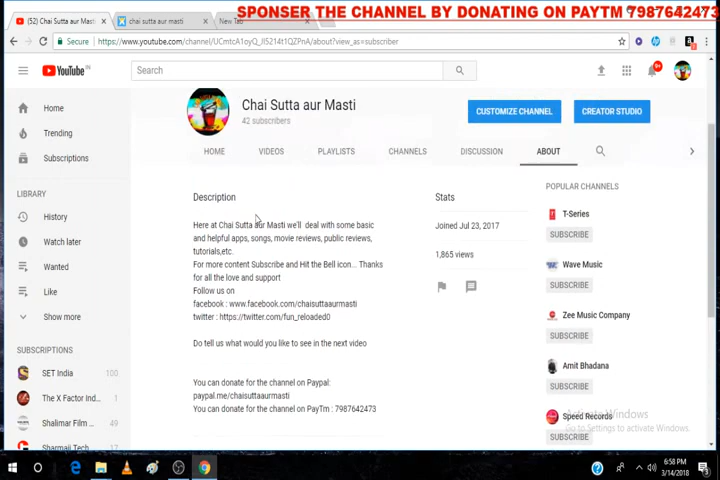 SPONSER THE CHANNEL BY DONATING ON PAYTM 7987642473
(52) Chai Sutta aur Masti
chai sutta aur masti
New Tab
Secure https://www.youtube.com/channel/UCmtcA1oyQ_JI5214t1QZPnA/about?view_as=subscriber
YouTube IN
Search
9+
Home
Trending
Subscriptions
LIBRARY
History
Watch later
Wanted
Like
Show more
SUBSCRIPTIONS
SET India 100
The X Factor Ind... 1
Shalimar Film ... 49
Sharmaji Tech...
Chai Sutta aur Masti
42 subscribers
CUSTOMIZE CHANNEL
CREATOR STUDIO
HOME VIDEOS PLAYLISTS CHANNELS DISCUSSION ABOUT
Description
Here at Chai Sutta aur Masti we'll deal with some basic
and helpful apps, songs, movie reviews, public reviews,
tutorials,etc.
For more content Subscribe and Hit the Bell icon... Thanks
for all the love and support
Follow us on
facebook : www.facebook.com/chaisuttaaurmasti
twitter : https://twitter.com/fun_reloaded0
Do tell us what would you like to see in the next video
You can donate for the channel on Paypal:
paypal.me/chaisuttaaurmasti
You can donate for the channel on PayTm : 7987642473
Stats
Joined Jul 23, 2017
1,865 views
POPULAR CHANNELS
T-Series
SUBSCRIBE
Wave Music
SUBSCRIBE
Zee Music Company
SUBSCRIBE
Amit Bhadana
SUBSCRIBE
Speed Records
SUBSCRIBE
Activate Windows
Go to Settings to activate Windows.
6:58 PM
3/14/2018